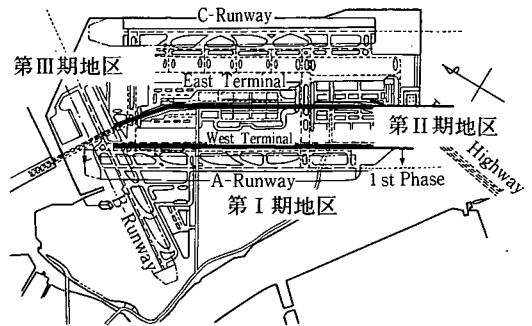 C-Runway
第Ⅲ期地区
East Terminal
第Ⅱ期地区
West Terminal
Highway
A-Runway
1 st Phase
B-Runway
第Ⅰ期地区